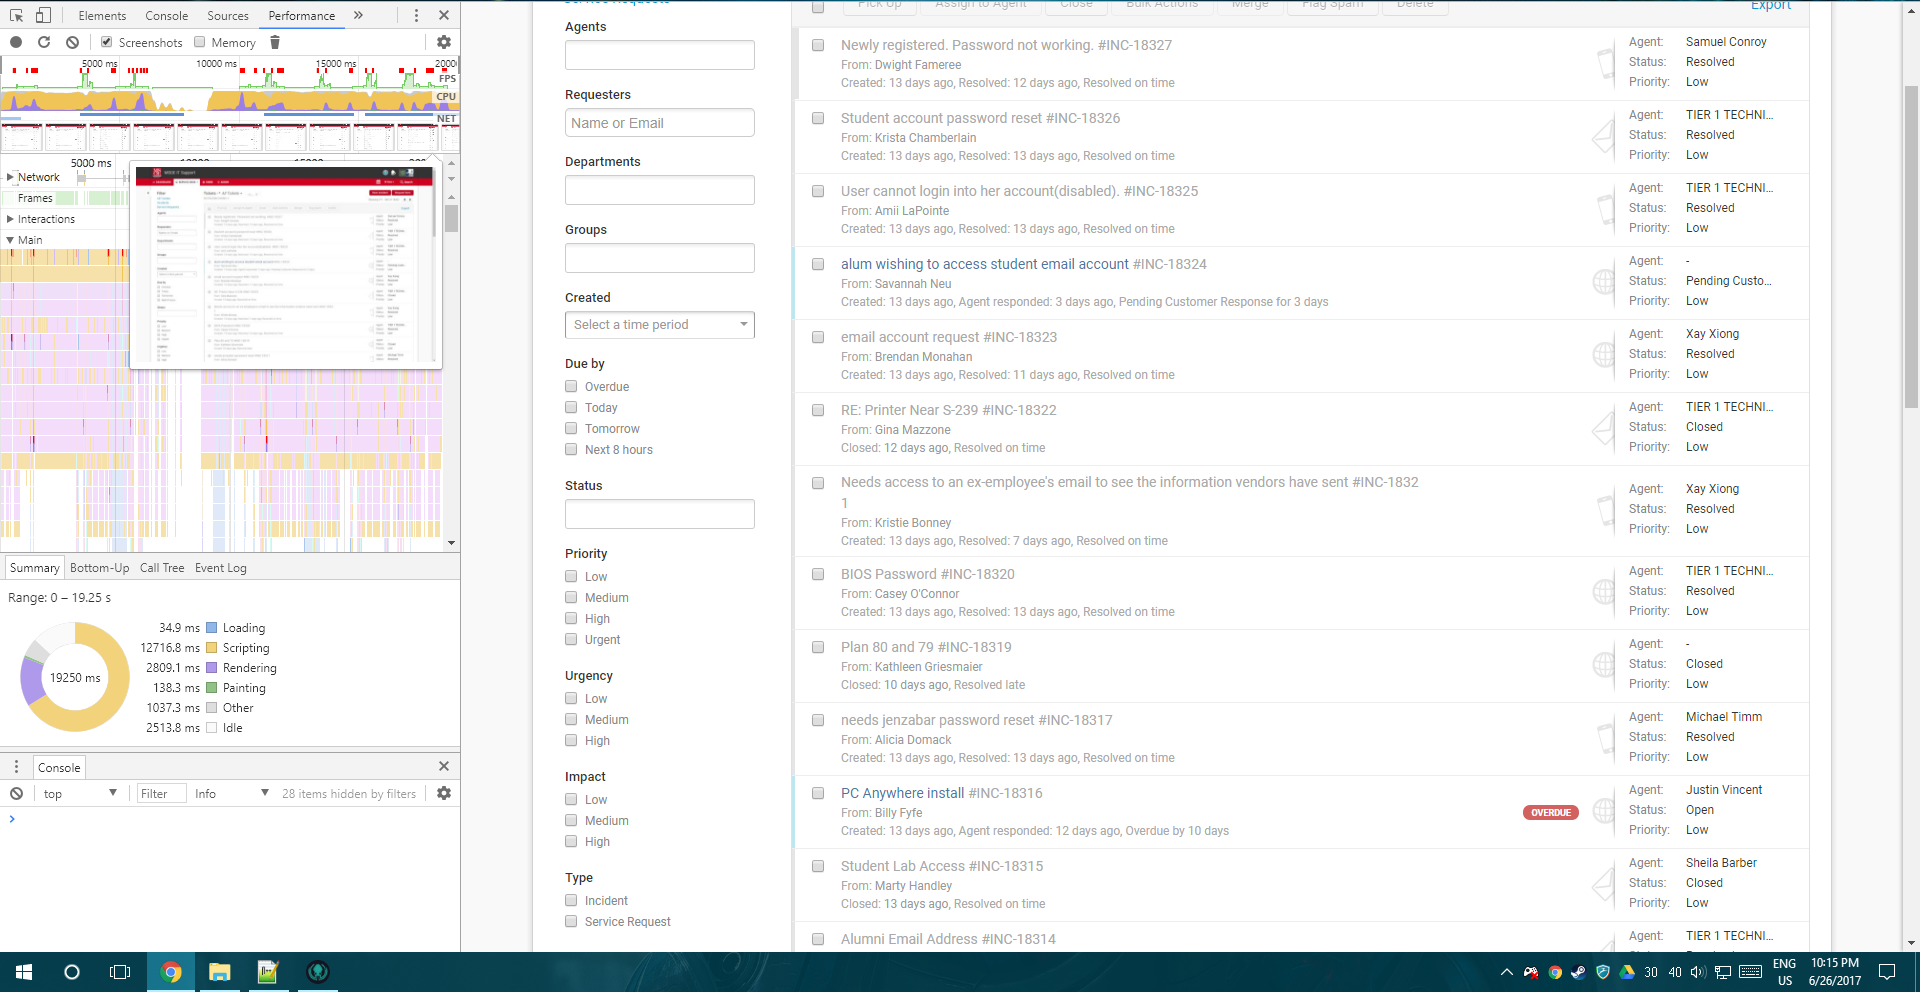 Elements Console Sources Performance »
Screenshots Memory
5000 ms 10000 ms 15000 ms 2000
FPS
CPU
NET
5000 ms
Network
Frames
Interactions
Main
Summary Bottom-Up Call Tree Event Log
Range: 0 – 19.25 s
19250 ms
34.9 ms Loading
12716.8 ms Scripting
2809.1 ms Rendering
138.3 ms Painting
1037.3 ms Other
2513.8 ms Idle
Console
top Filter Info 28 items hidden by filters
Service Requests
Agents
Requesters
Name or Email
Departments
Groups
Created
Select a time period
Due by
Overdue
Today
Tomorrow
Next 8 hours
Status
Priority
Low
Medium
High
Urgent
Urgency
Low
Medium
High
Impact
Low
Medium
High
Type
Incident
Service Request
Pick Up Assign to Agent Close Bulk Actions Merge Flag Spam Delete Export
Newly registered. Password not working. #INC-18327
From: Dwight Fameree
Created: 13 days ago, Resolved: 12 days ago, Resolved on time
Agent: Samuel Conroy
Status: Resolved
Priority: Low
Student account password reset #INC-18326
From: Krista Chamberlain
Created: 13 days ago, Resolved: 13 days ago, Resolved on time
Agent: TIER 1 TECHNI...
Status: Resolved
Priority: Low
User cannot login into her account(disabled). #INC-18325
From: Amii LaPointe
Created: 13 days ago, Resolved: 13 days ago, Resolved on time
Agent: TIER 1 TECHNI...
Status: Resolved
Priority: Low
alum wishing to access student email account #INC-18324
From: Savannah Neu
Created: 13 days ago, Agent responded: 3 days ago, Pending Customer Response for 3 days
Agent: -
Status: Pending Custo...
Priority: Low
email account request #INC-18323
From: Brendan Monahan
Created: 13 days ago, Resolved: 11 days ago, Resolved on time
Agent: Xay Xiong
Status: Resolved
Priority: Low
RE: Printer Near S-239 #INC-18322
From: Gina Mazzone
Closed: 12 days ago, Resolved on time
Agent: TIER 1 TECHNI...
Status: Closed
Priority: Low
Needs access to an ex-employee's email to see the information vendors have sent #INC-1832
1
From: Kristie Bonney
Created: 13 days ago, Resolved: 7 days ago, Resolved on time
Agent: Xay Xiong
Status: Resolved
Priority: Low
BIOS Password #INC-18320
From: Casey O'Connor
Created: 13 days ago, Resolved: 13 days ago, Resolved on time
Agent: TIER 1 TECHNI...
Status: Resolved
Priority: Low
Plan 80 and 79 #INC-18319
From: Kathleen Griesmaier
Closed: 10 days ago, Resolved late
Agent: -
Status: Closed
Priority: Low
needs jenzabar password reset #INC-18317
From: Alicia Domack
Created: 13 days ago, Resolved: 13 days ago, Resolved on time
Agent: Michael Timm
Status: Resolved
Priority: Low
PC Anywhere install #INC-18316
From: Billy Fyfe
Created: 13 days ago, Agent responded: 12 days ago, Overdue by 10 days
OVERDUE
Agent: Justin Vincent
Status: Open
Priority: Low
Student Lab Access #INC-18315
From: Marty Handley
Closed: 13 days ago, Resolved on time
Agent: Sheila Barber
Status: Closed
Priority: Low
Alumni Email Address #INC-18314
Agent: TIER 1 TECHNI...
30 40 ENG
US
10:15 PM
6/26/2017